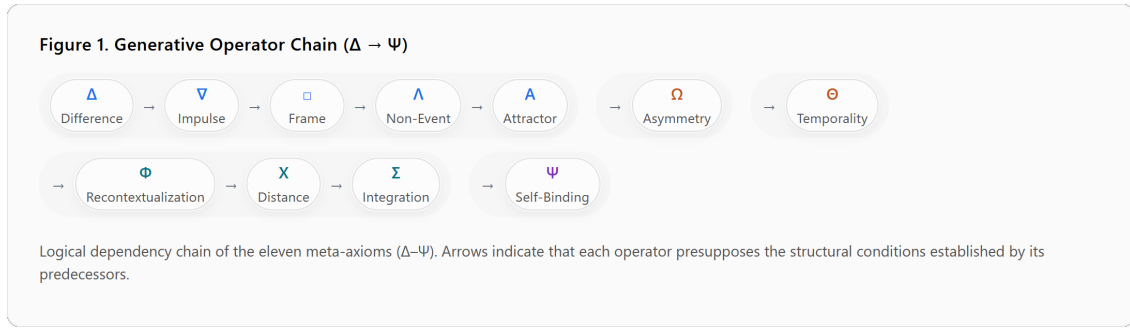 Figure 1. Generative Operator Chain (Δ → Ψ)
Δ → ∇ → □ → Λ → A → Ω → Θ
Difference Impulse Frame Non-Event Attractor Asymmetry Temporality
→ Φ → X → Σ → Ψ
Recontextualization Distance Integration Self-Binding
Logical dependency chain of the eleven meta-axioms (Δ–Ψ). Arrows indicate that each operator presupposes the structural conditions established by its
predecessors.